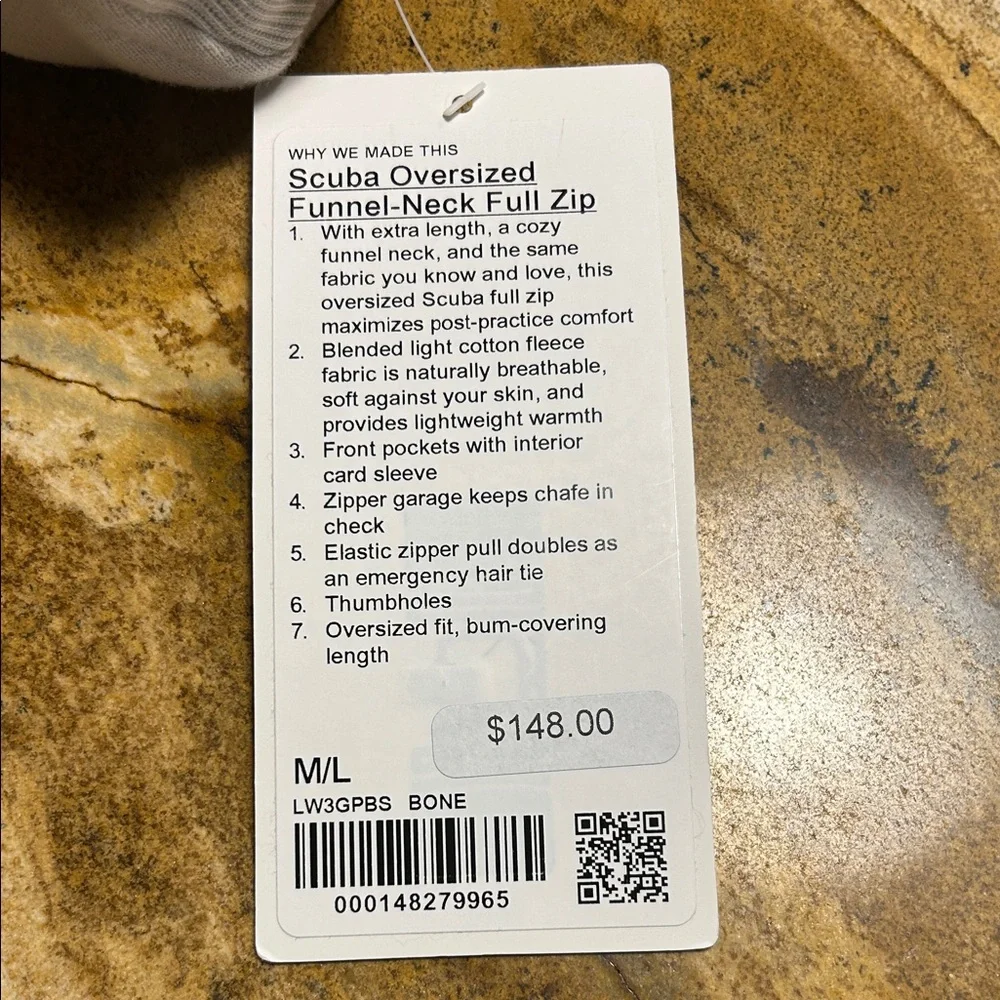 WHY WE MADE THIS
Scuba Oversized
Funnel-Neck Full Zip
1. With extra length, a cozy
funnel neck, and the same
fabric you know and love, this
oversized Scuba full zip
maximizes post-practice comfort
2. Blended light cotton fleece
fabric is naturally breathable,
soft against your skin, and
provides lightweight warmth
3. Front pockets with interior
card sleeve
4. Zipper garage keeps chafe in
check
5. Elastic zipper pull doubles as
an emergency hair tie
6. Thumbholes
7. Oversized fit, bum-covering
length
$148.00
M/L
LW3GPBS BONE
000148279965